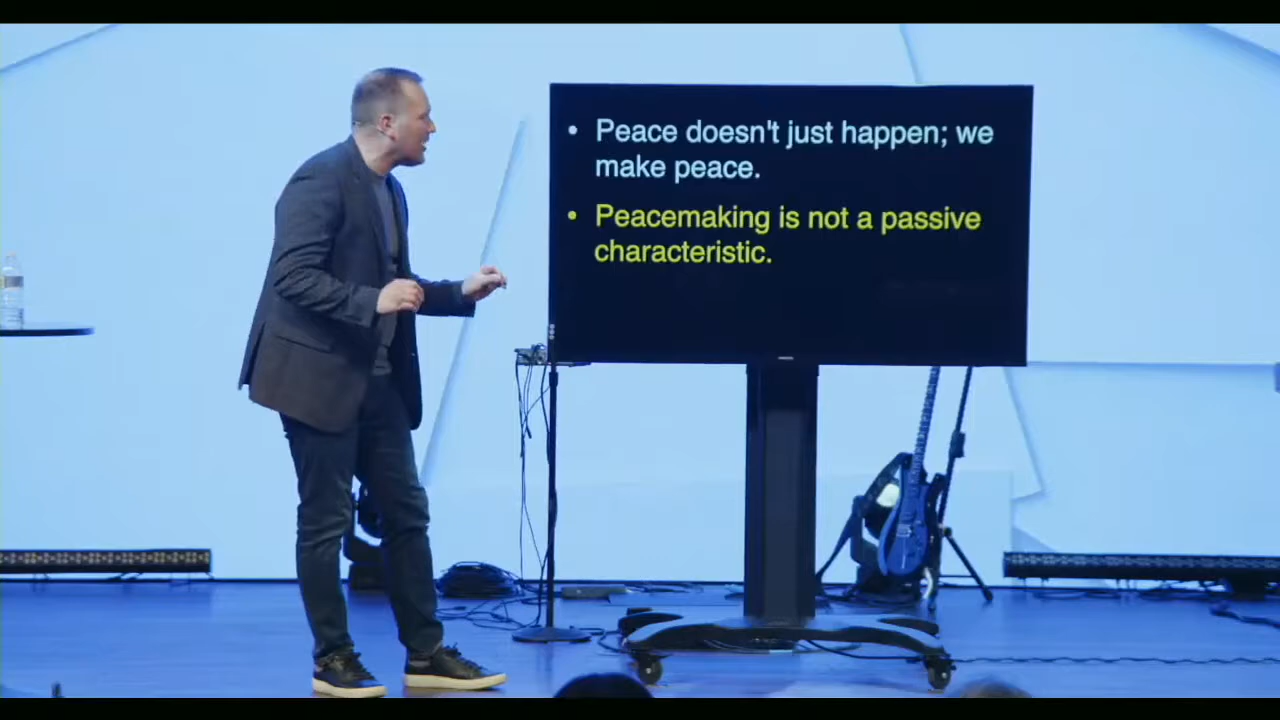 • Peace doesn't just happen; we
make peace.
• Peacemaking is not a passive
characteristic.